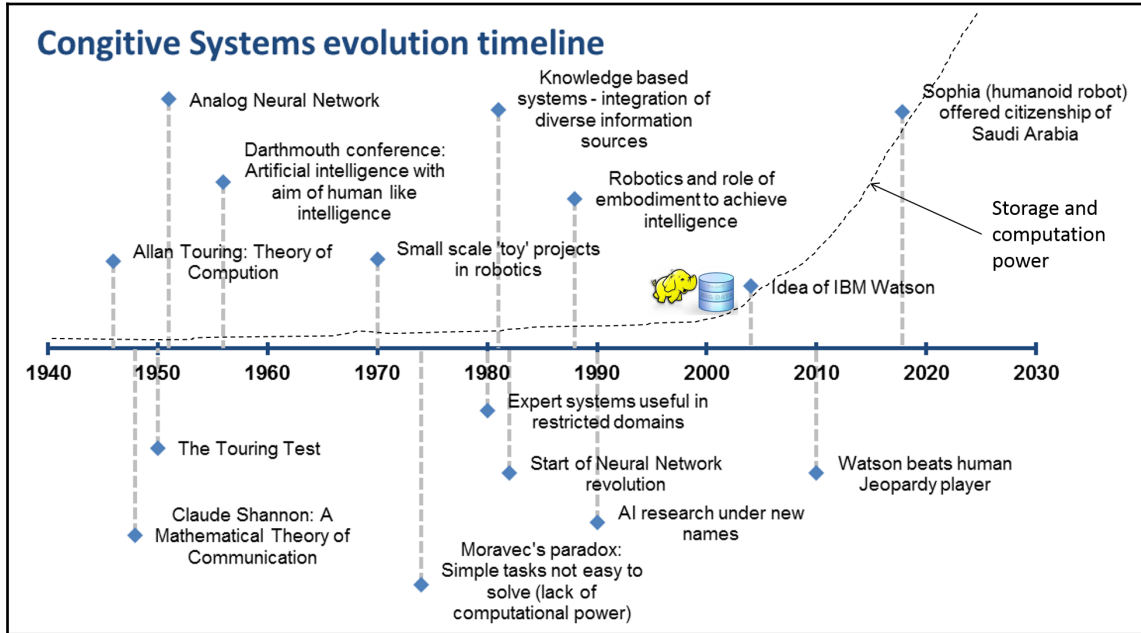 Congitive Systems evolution timeline
Analog Neural Network
Darthmouth conference:
Artificial intelligence with
aim of human like
intelligence
Allan Touring: Theory of
Compution
Small scale 'toy' projects
in robotics
Knowledge based
systems - integration of
diverse information
sources
Robotics and role of
embodiment to achieve
intelligence
Idea of IBM Watson
Sophia (humanoid robot)
offered citizenship of
Saudi Arabia
Storage and
computation
power
1940 1950 1960 1970 1980 1990 2000 2010 2020 2030
The Touring Test
Claude Shannon: A
Mathematical Theory of
Communication
Moravec's paradox:
Simple tasks not easy to
solve (lack of
computational power)
Expert systems useful in
restricted domains
Start of Neural Network
revolution
AI research under new
names
Watson beats human
Jeopardy player